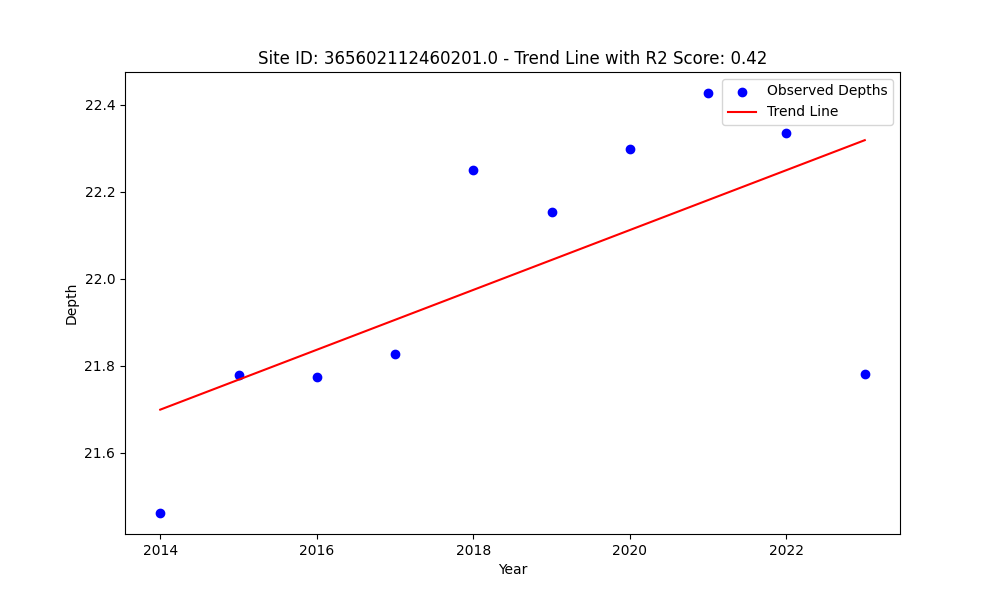 Site ID: 365602112460201.0 - Trend Line with R2 Score: 0.42
Observed Depths
Trend Line
22.4
22.2
22.0
21.8
21.6
Depth
2014
2016
2018
2020
2022
Year